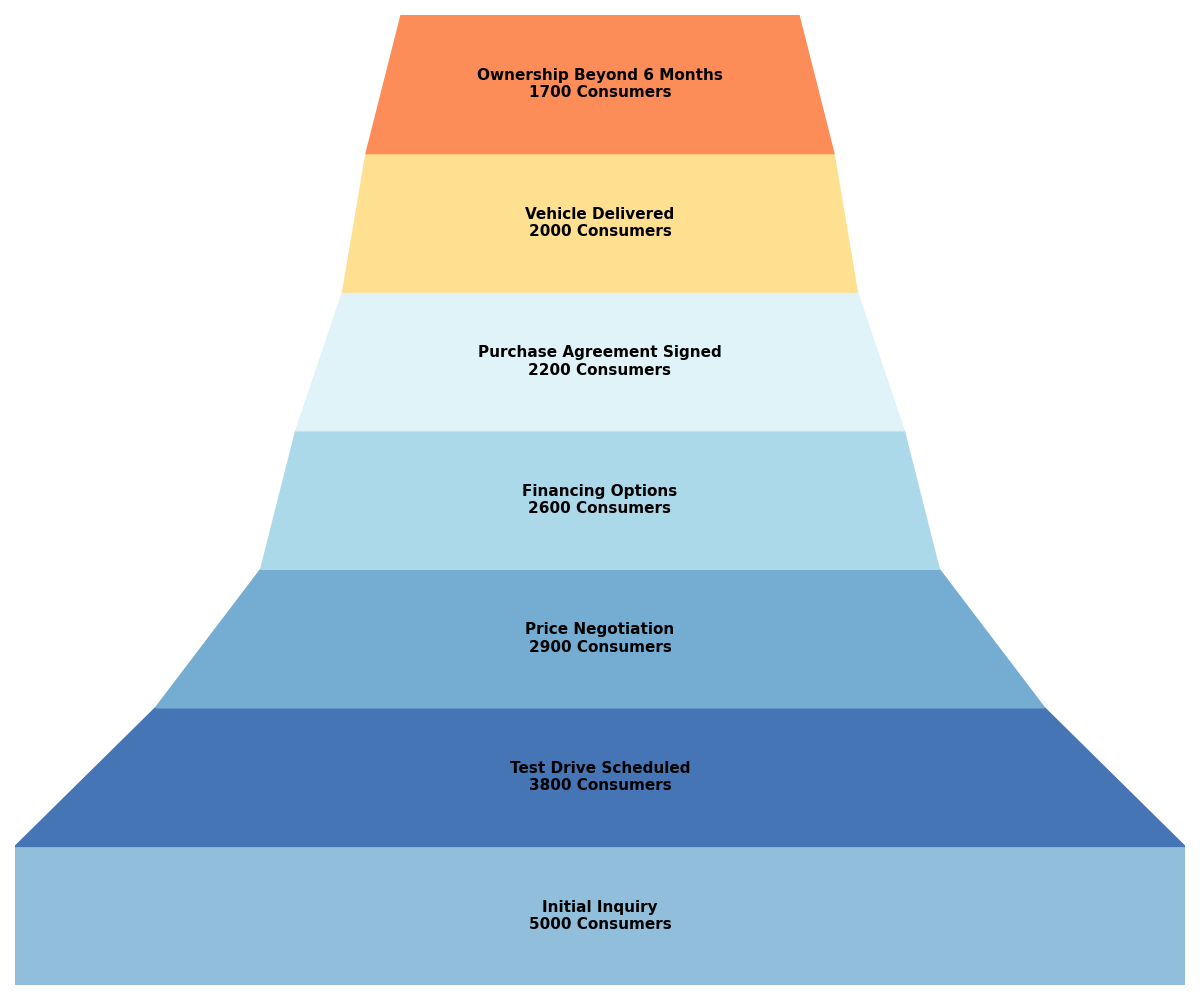 Ownership Beyond 6 Months
1700 Consumers
Vehicle Delivered
2000 Consumers
Purchase Agreement Signed
2200 Consumers
Financing Options
2600 Consumers
Price Negotiation
2900 Consumers
Test Drive Scheduled
3800 Consumers
Initial Inquiry
5000 Consumers